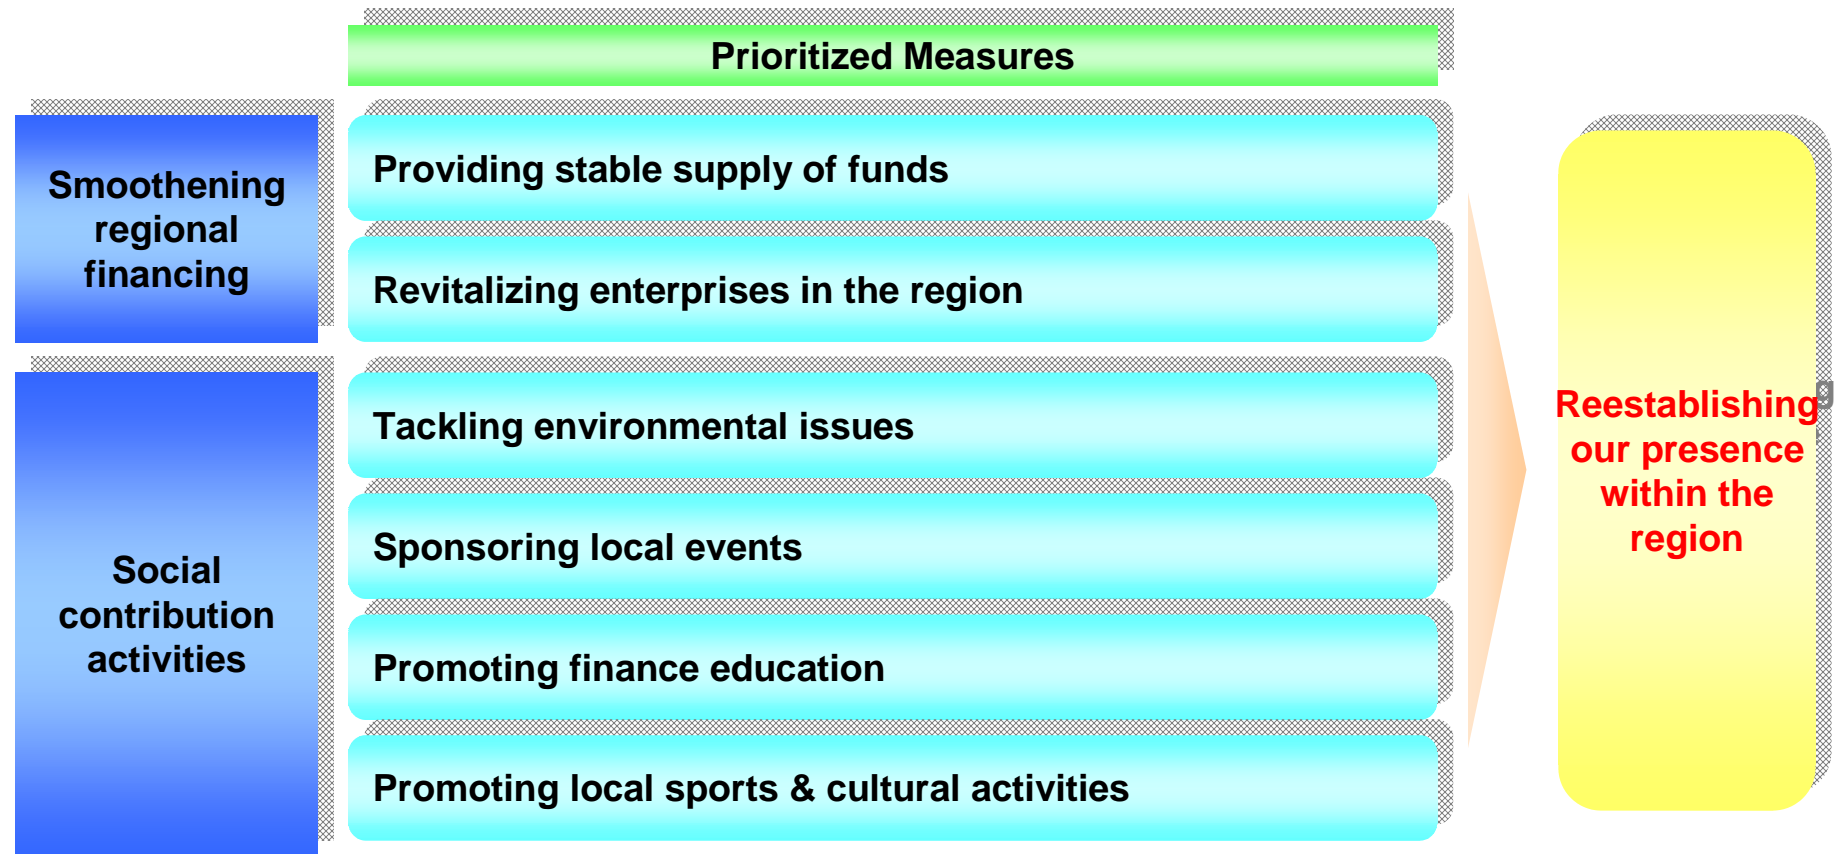 Prioritized Measures
Smoothening
regional
financing
Providing stable supply of funds
Revitalizing enterprises in the region
Social
contribution
activities
Tackling environmental issues
Sponsoring local events
Promoting finance education
Promoting local sports & cultural activities
Reestablishing
our presence
within the
region